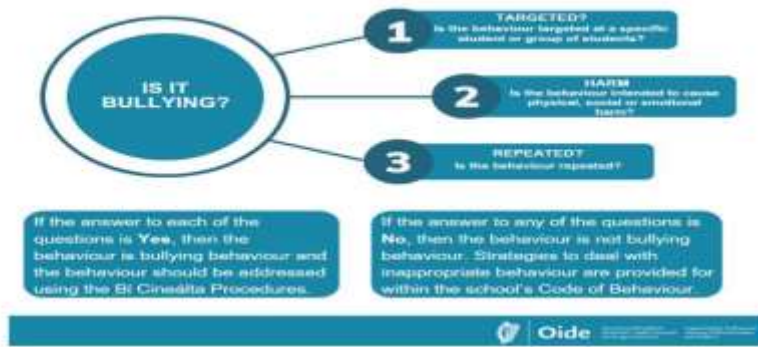 1
TARGETED?
Is the behaviour targeted at a specific
student or group of students?
IS IT
BULLYING?
2
HARM
Is the behaviour intended to cause
physical, social or emotional
harm?
3
REPEATED?
Is the behaviour repeated?
If the answer to each of the
questions is Yes, then the
behaviour is bullying behaviour and
the behaviour should be addressed
using the Bí Cineálta Procedures.
If the answer to any of the questions is
No, then the behaviour is not bullying
behaviour. Strategies to deal with
inappropriate behaviour are provided for
within the school's Code of Behaviour
Oide